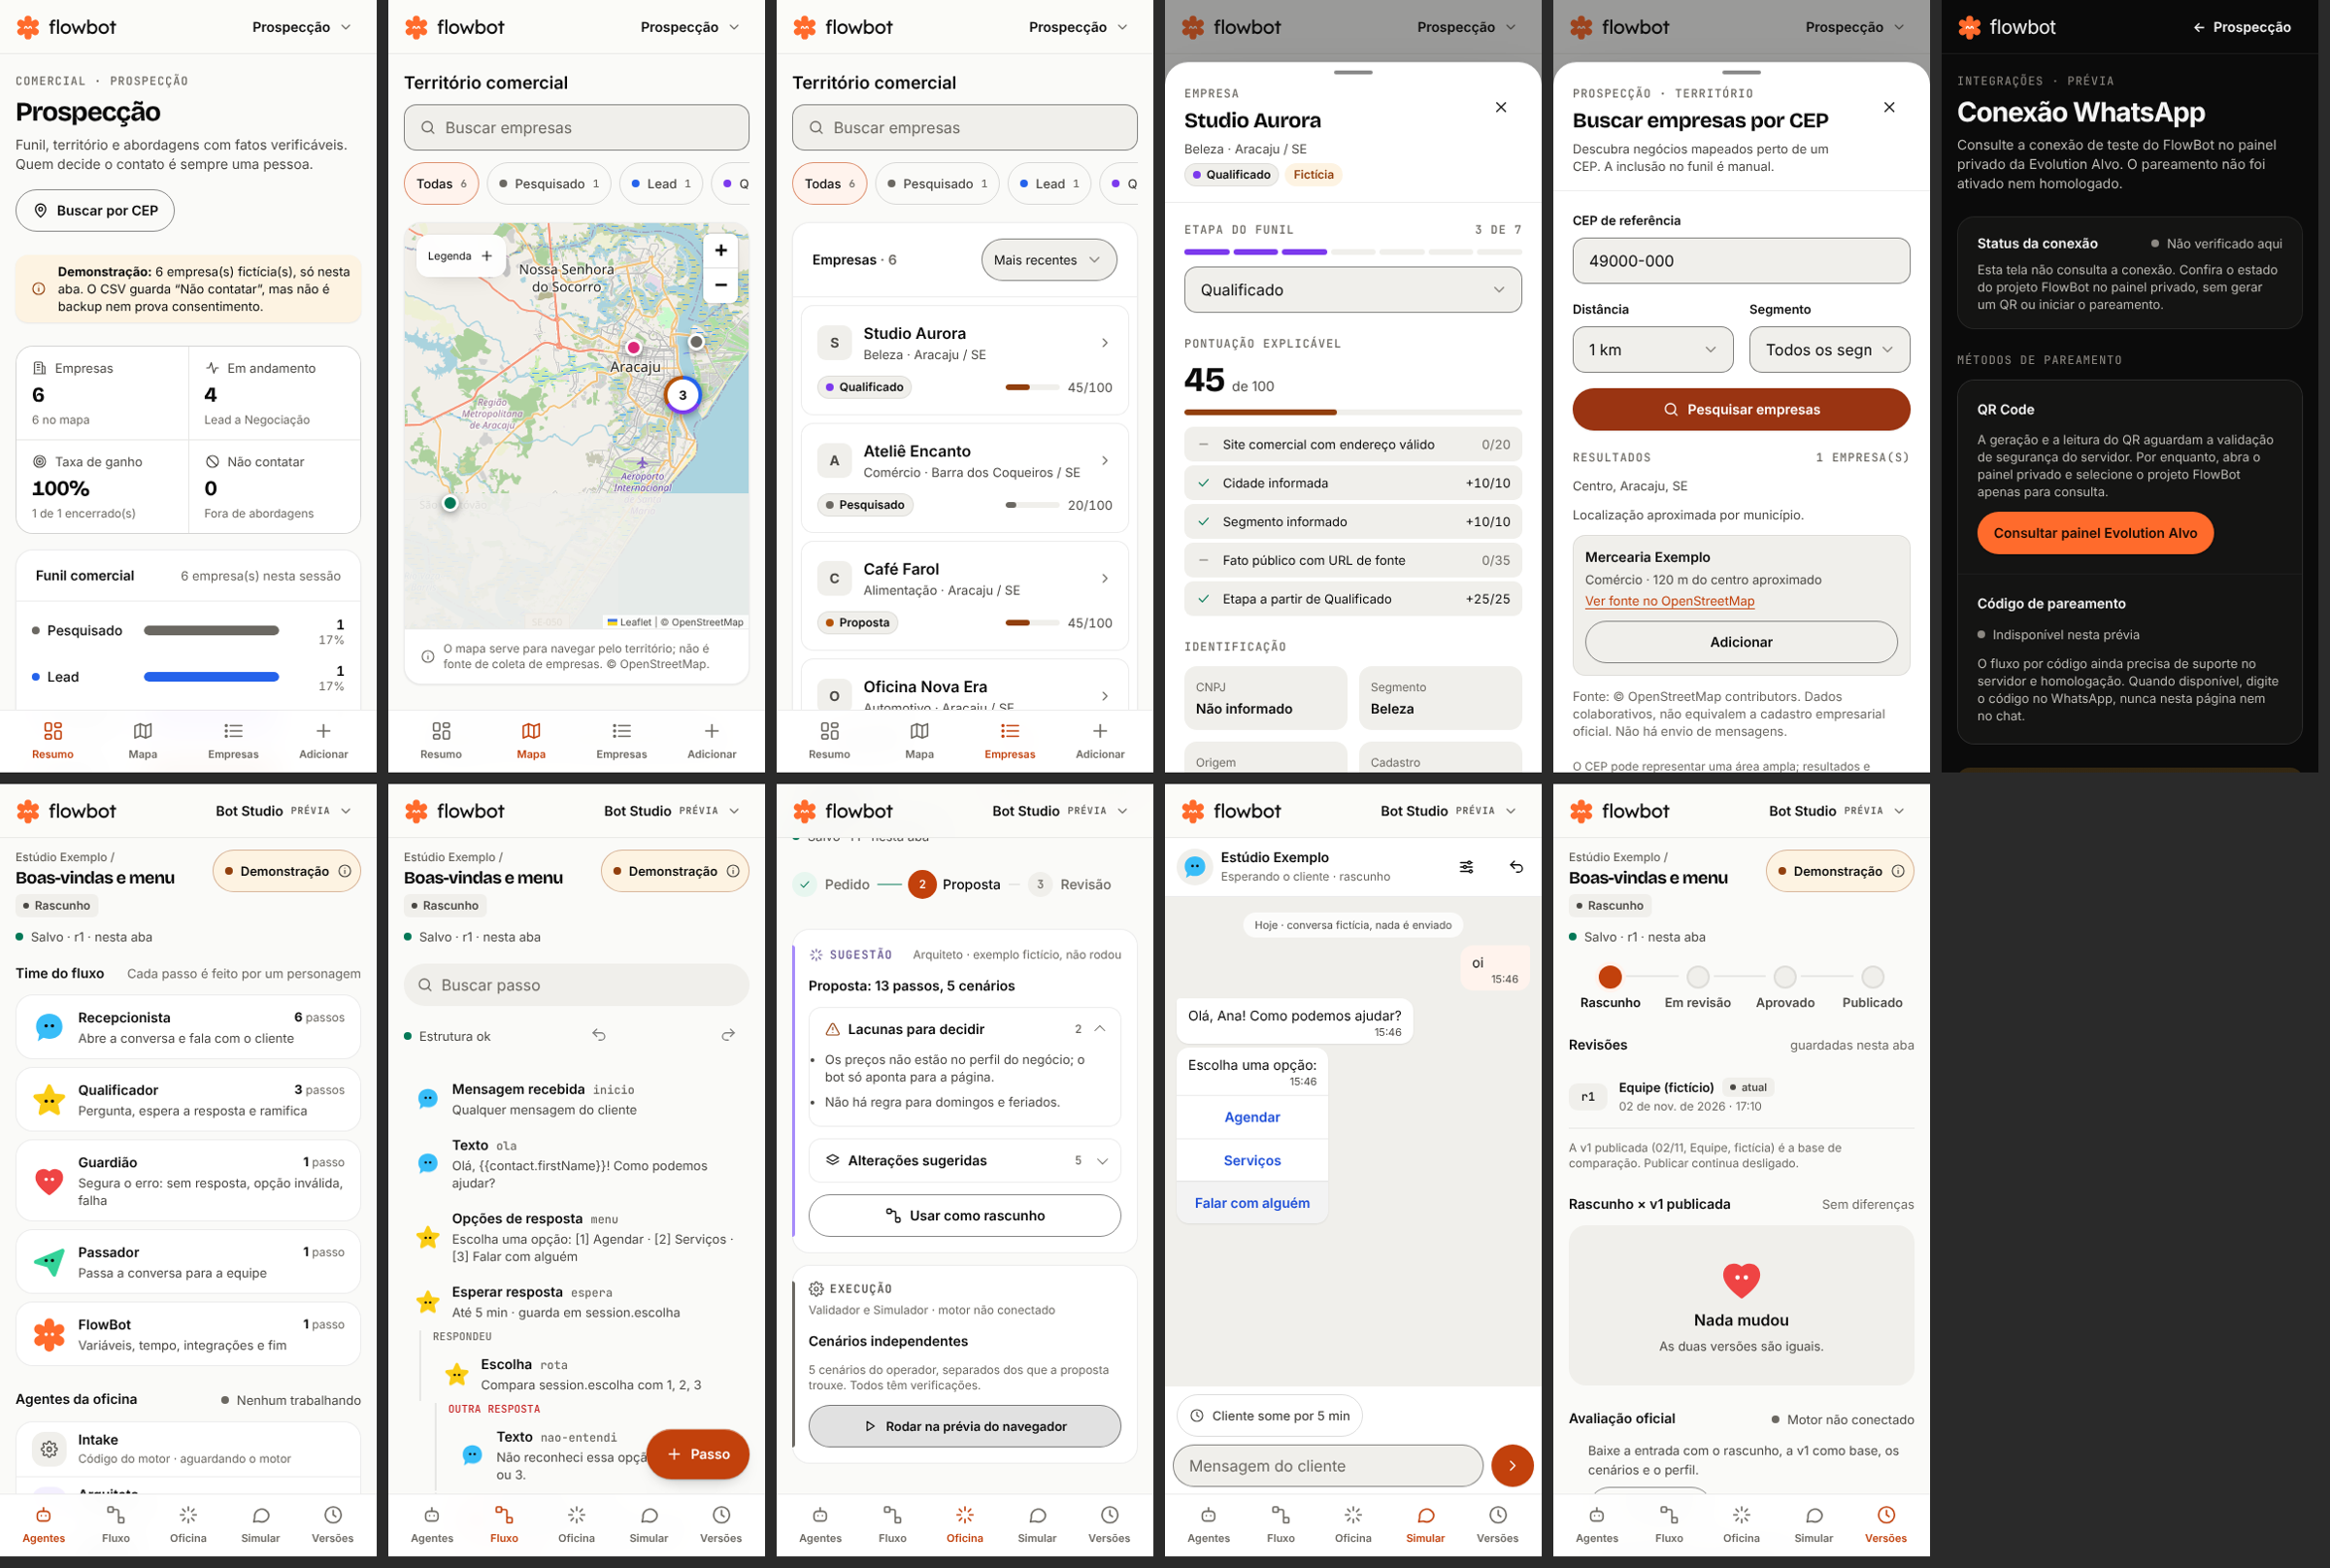 flowbot
Prospecção
COMERCIAL · PROSPECÇÃO
Prospecção
Funil, território e abordagens com fatos verificáveis.
Quem decide o contato é sempre uma pessoa.
Buscar por CEP
Demonstração: 6 empresa(s) fictícia(s), só nesta
aba. O CSV guarda “Não contatar”, mas não é
backup nem prova consentimento.
Empresas
6
6 no mapa
Em andamento
4
Lead a Negociação
Taxa de ganho
100%
1 de 1 encerrado(s)
Não contatar
0
Fora de abordagens
Funil comercial
6 empresa(s) nesta sessão
Pesquisado
1
17%
Lead
1
17%
Resumo
Mapa
Empresas
Adicionar
flowbot
Prospecção
Território comercial
Buscar empresas
Todas 6
Pesquisado 1
Lead 1
Q
Legenda +
+
−
Nossa Senhora
do Socorro
Aracaju
3
Região
Metropolitana
de Aracaju
Aeroporto
Internacional
de Santa
Maria
Leaflet | © OpenStreetMap
O mapa serve para navegar pelo território; não é
fonte de coleta de empresas. © OpenStreetMap.
Resumo
Mapa
Empresas
Adicionar
flowbot
Prospecção
Território comercial
Buscar empresas
Todas 6
Pesquisado 1
Lead 1
Q
Empresas · 6
Mais recentes
S
Studio Aurora
Beleza · Aracaju / SE
Qualificado
45/100
A
Ateliê Encanto
Comércio · Barra dos Coqueiros / SE
Pesquisado
20/100
C
Café Farol
Alimentação · Aracaju / SE
Proposta
45/100
O
Oficina Nova Era
Automotivo · Aracaju / SE
Resumo
Mapa
Empresas
Adicionar
flowbot
Prospecção
EMPRESA
Studio Aurora
Beleza · Aracaju / SE
Qualificado
Fictícia
ETAPA DO FUNIL
3 DE 7
Qualificado
PONTUAÇÃO EXPLICÁVEL
45 de 100
Site comercial com endereço válido 0/20
Cidade informada +10/10
Segmento informado +10/10
Fato público com URL de fonte 0/35
Etapa a partir de Qualificado +25/25
IDENTIFICAÇÃO
CNPJ
Não informado
Segmento
Beleza
Origem
Cadastro
flowbot
Prospecção
PROSPECÇÃO · TERRITÓRIO
Buscar empresas por CEP
Descubra negócios mapeados perto de um
CEP. A inclusão no funil é manual.
CEP de referência
49000-000
Distância
1 km
Segmento
Todos os segn
Pesquisar empresas
RESULTADOS
1 EMPRESA(S)
Centro, Aracaju, SE
Localização aproximada por município.
Mercearia Exemplo
Comércio · 120 m do centro aproximado
Ver fonte no OpenStreetMap
Adicionar
Fonte: © OpenStreetMap contributors. Dados
colaborativos, não equivalem a cadastro empresarial
oficial. Não há envio de mensagens.
O CEP pode representar uma área ampla; resultados e
flowbot
← Prospecção
INTEGRAÇÕES · PRÉVIA
Conexão WhatsApp
Consulte a conexão de teste do FlowBot no painel
privado da Evolution Alvo. O pareamento não foi
ativado nem homologado.
Status da conexão
Não verificado aqui
Esta tela não consulta a conexão. Confira o estado
do projeto FlowBot no painel privado, sem gerar
um QR ou iniciar o pareamento.
MÉTODOS DE PAREAMENTO
QR Code
A geração e a leitura do QR aguardam a validação
de segurança do servidor. Por enquanto, abra o
painel privado e selecione o projeto FlowBot
apenas para consulta.
Consultar painel Evolution Alvo
Código de pareamento
Indisponível nesta prévia
O fluxo por código ainda precisa de suporte no
servidor e homologação. Quando disponível, digite
o código no WhatsApp, nunca nesta página nem
no chat.
flowbot
Bot Studio PRÉVIA
Estúdio Exemplo /
Boas-vindas e menu
Rascunho
Demonstração
Salvo · r1 · nesta aba
Time do fluxo
Cada passo é feito por um personagem
Recepcionista
6 passos
Abre a conversa e fala com o cliente
Qualificador
3 passos
Pergunta, espera a resposta e ramifica
Guardião
1 passo
Segura o erro: sem resposta, opção inválida,
falha
Passador
1 passo
Passa a conversa para a equipe
FlowBot
1 passo
Variáveis, tempo, integrações e fim
Agentes da oficina
Nenhum trabalhando
Intake
Código do motor · aguardando o motor
Arquiteto
Agentes
Fluxo
Oficina
Simular
Versões
flowbot
Bot Studio PRÉVIA
Estúdio Exemplo /
Boas-vindas e menu
Rascunho
Demonstração
Salvo · r1 · nesta aba
Buscar passo
Estrutura ok
Mensagem recebida inicio
Qualquer mensagem do cliente
Texto ola
Olá, {{contact.firstName}}! Como podemos
ajudar?
Opções de resposta menu
Escolha uma opção: [1] Agendar · [2] Serviços ·
[3] Falar com alguém
Esperar resposta espera
Até 5 min · guarda em session.escolha
RESPONDEU
Escolha rota
Compara session.escolha com 1, 2, 3
OUTRA RESPOSTA
Texto nao-entendi
Não reconheci essa opçã
ou 3.
+ Passo
Agentes
Fluxo
Oficina
Simular
Versões
flowbot
Bot Studio PRÉVIA
Salvo · r1 · nesta aba
Pedido
2 Proposta
3 Revisão
SUGESTÃO
Arquiteto · exemplo fictício, não rodou
Proposta: 13 passos, 5 cenários
Lacunas para decidir 2
• Os preços não estão no perfil do negócio; o
bot só aponta para a página.
• Não há regra para domingos e feriados.
Alterações sugeridas 5
Usar como rascunho
EXECUÇÃO
Validador e Simulador · motor não conectado
Cenários independentes
5 cenários do operador, separados dos que a proposta
trouxe. Todos têm verificações.
Rodar na prévia do navegador
Agentes
Fluxo
Oficina
Simular
Versões
flowbot
Bot Studio PRÉVIA
Estúdio Exemplo
Esperando o cliente · rascunho
Hoje · conversa fictícia, nada é enviado
oi
15:46
Olá, Ana! Como podemos ajudar?
15:46
Escolha uma opção:
15:46
Agendar
Serviços
Falar com alguém
Cliente some por 5 min
Mensagem do cliente
Agentes
Fluxo
Oficina
Simular
Versões
flowbot
Bot Studio PRÉVIA
Estúdio Exemplo /
Boas-vindas e menu
Rascunho
Demonstração
Salvo · r1 · nesta aba
Rascunho
Em revisão
Aprovado
Publicado
Revisões
guardadas nesta aba
r1
Equipe (fictício) atual
02 de nov. de 2026 · 17:10
A v1 publicada (02/11, Equipe, fictícia) é a base de
comparação. Publicar continua desligado.
Rascunho × v1 publicada
Sem diferenças
Nada mudou
As duas versões são iguais.
Avaliação oficial
Motor não conectado
Baixe a entrada com o rascunho, a v1 como base, os
cenários e o perfil.
Agentes
Fluxo
Oficina
Simular
Versões